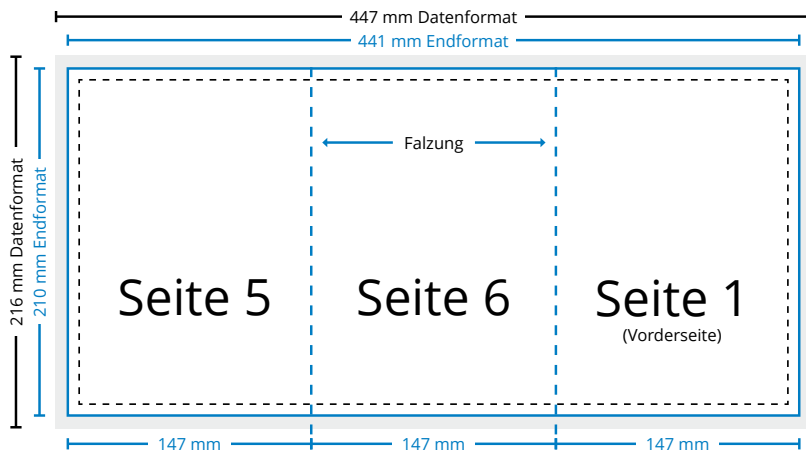 447 mm Datenformat
441 mm Endformat
216 mm Datenformat
210 mm Endformat
Falzung
Seite 5
Seite 6
Seite 1
(Vorderseite)
147 mm
147 mm
147 mm